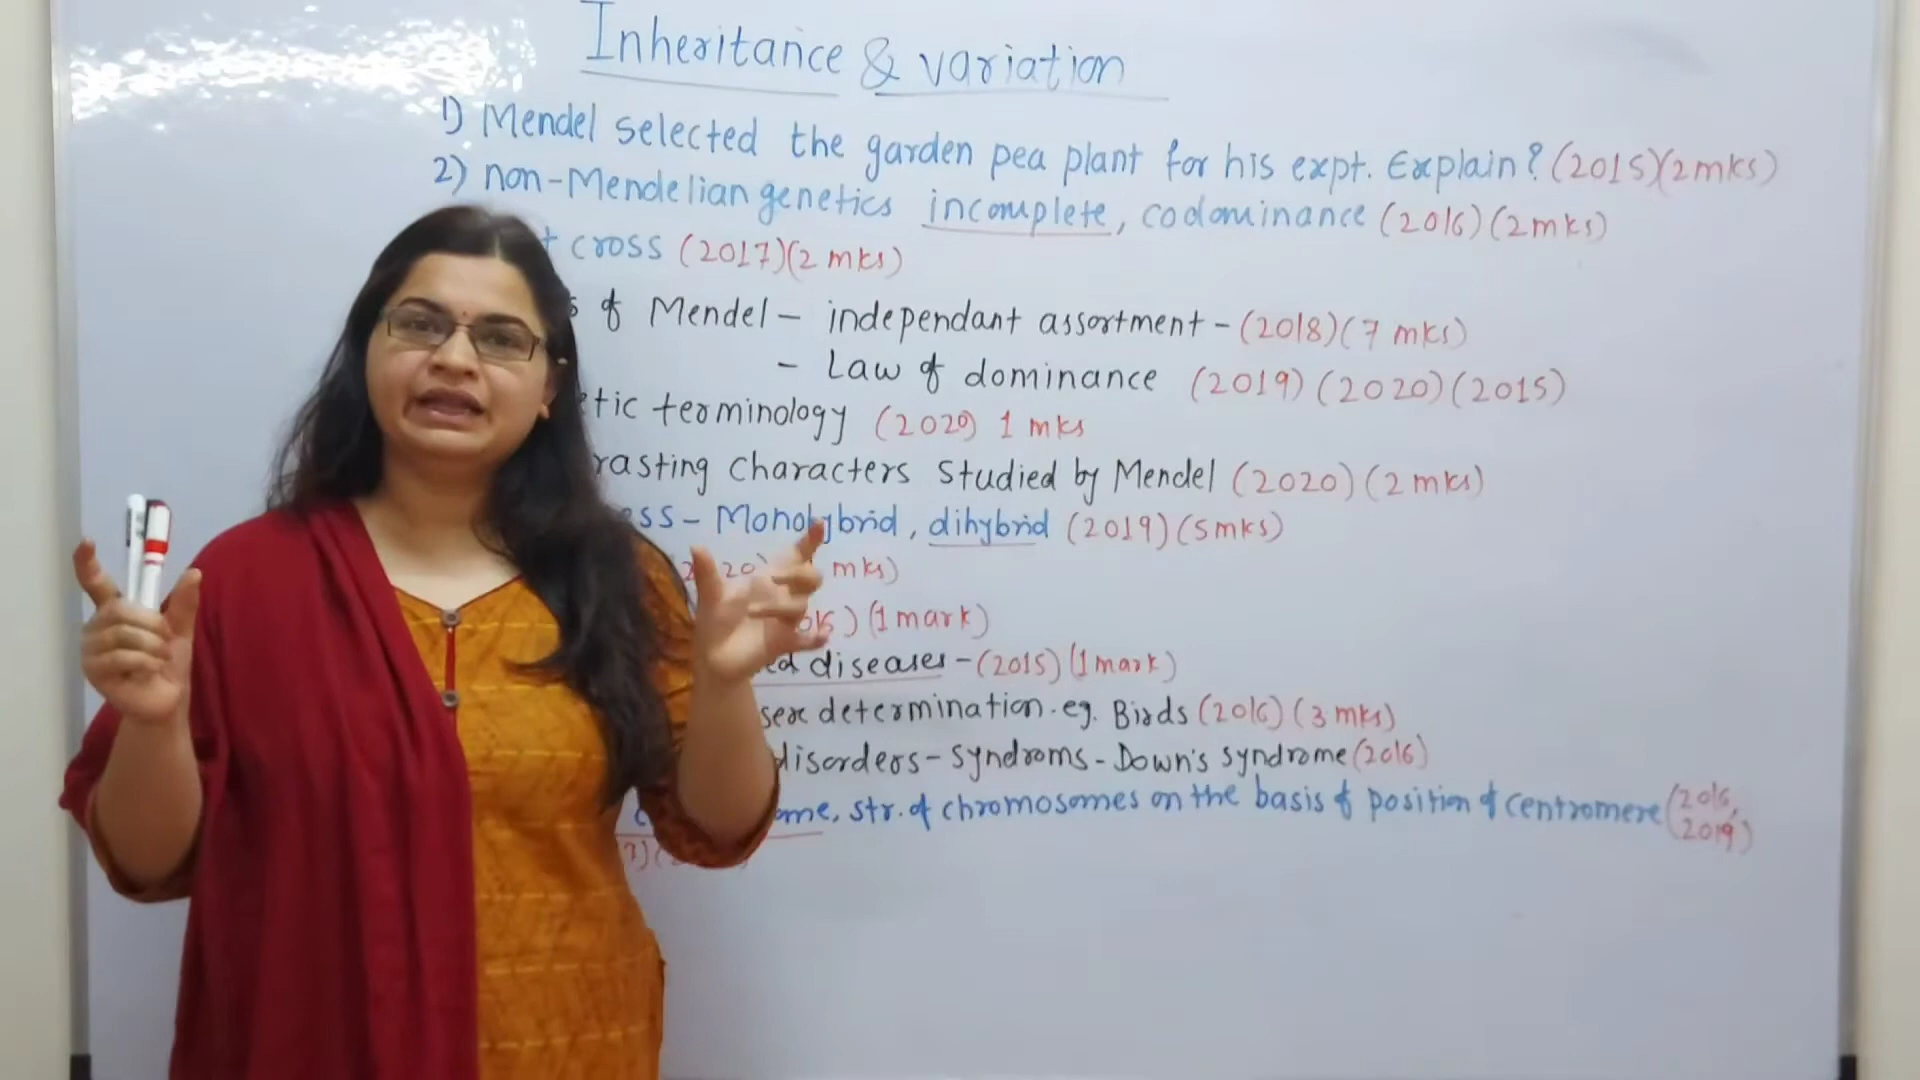 Inheritance & variation
1) Mendel selected the garden pea plant for his expt. Explain? (2015)(2mks)
2) non-Mendelian genetics incomplete, codominance (2016)(2mks)
cross (2017)(2 mks)
of Mendel - independant assortment - (2018)(7 mks)
- Law of dominance (2019)(2020)(2015)
tic terminology (2020) 1 mks
rasting characters studied by Mendel (2020)(2 mks)
ss - Monohybrid, dihybrid (2019)(5mks)
mks)
(1 mark)
diseases - (2015)(1 mark)
sex determination. eg. Birds (2016)(3 mks)
disorders - syndroms - Down's syndrome (2016)
ome, str. of chromosomes on the basis of position of centromere (2016, 2019)